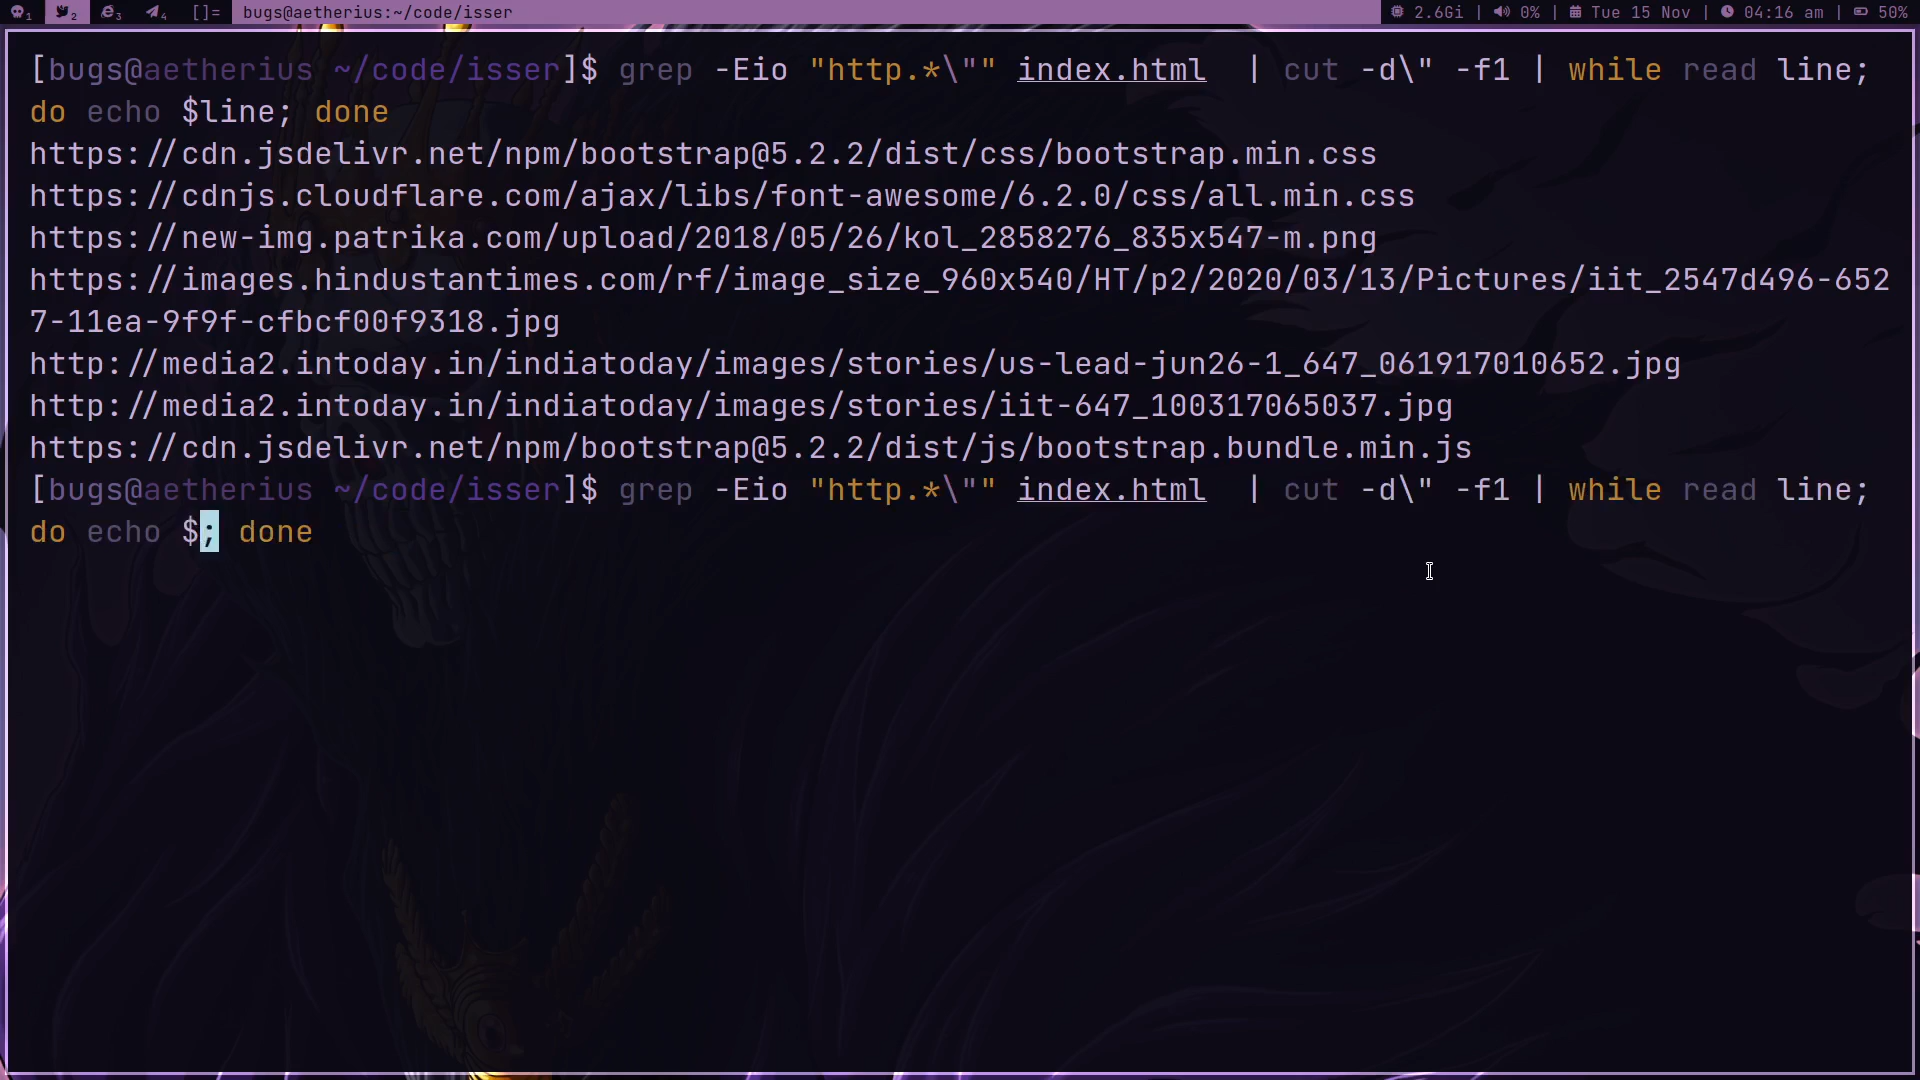 1 2 3 4 []= bugs@aetherius:~/code/isser 2.6Gi | 0% | Tue 15 Nov | 04:16 am | 50%
[bugs@aetherius ~/code/isser]$ grep -Eio "http.*\"" index.html  | cut -d\" -f1 | while read line;
do echo $line; done
https://cdn.jsdelivr.net/npm/bootstrap@5.2.2/dist/css/bootstrap.min.css
https://cdnjs.cloudflare.com/ajax/libs/font-awesome/6.2.0/css/all.min.css
https://new-img.patrika.com/upload/2018/05/26/kol_2858276_835x547-m.png
https://images.hindustantimes.com/rf/image_size_960x540/HT/p2/2020/03/13/Pictures/iit_2547d496-652
7-11ea-9f9f-cfbcf00f9318.jpg
http://media2.intoday.in/indiatoday/images/stories/us-lead-jun26-1_647_061917010652.jpg
http://media2.intoday.in/indiatoday/images/stories/iit-647_100317065037.jpg
https://cdn.jsdelivr.net/npm/bootstrap@5.2.2/dist/js/bootstrap.bundle.min.js
[bugs@aetherius ~/code/isser]$ grep -Eio "http.*\"" index.html  | cut -d\" -f1 | while read line;
do echo $; done